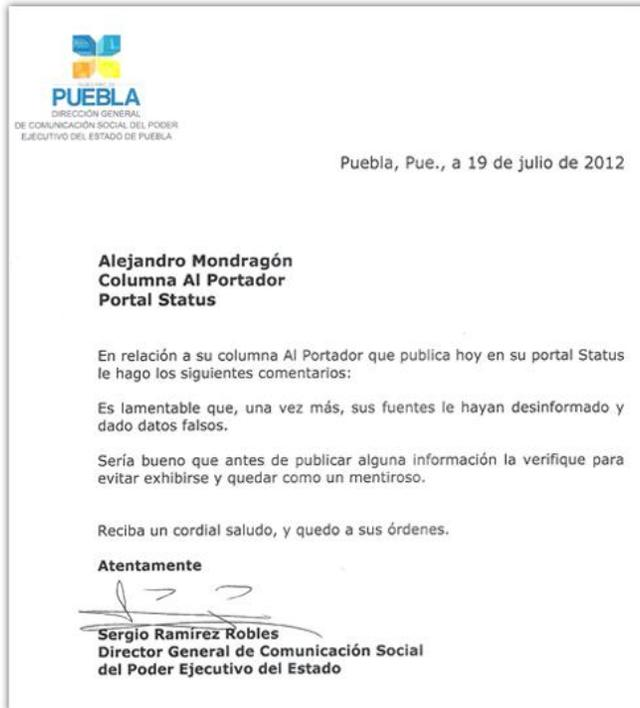 PUEBLA
DIRECCIÓN GENERAL
DE COMUNICACIÓN SOCIAL DEL PODER
EJECUTIVO DEL ESTADO DE PUEBLA
Puebla, Pue., a 19 de julio de 2012
Alejandro Mondragón
Columna Al Portador
Portal Status
En relación a su columna Al Portador que publica hoy en su portal Status
le hago los siguientes comentarios:
Es lamentable que, una vez más, sus fuentes le hayan desinformado y
dado datos falsos.
Sería bueno que antes de publicar alguna información la verifique para
evitar exhibirse y quedar como un mentiroso.
Reciba un cordial saludo, y quedo a sus órdenes.
Atentamente
Sergio Ramírez Robles
Director General de Comunicación Social
del Poder Ejecutivo del Estado